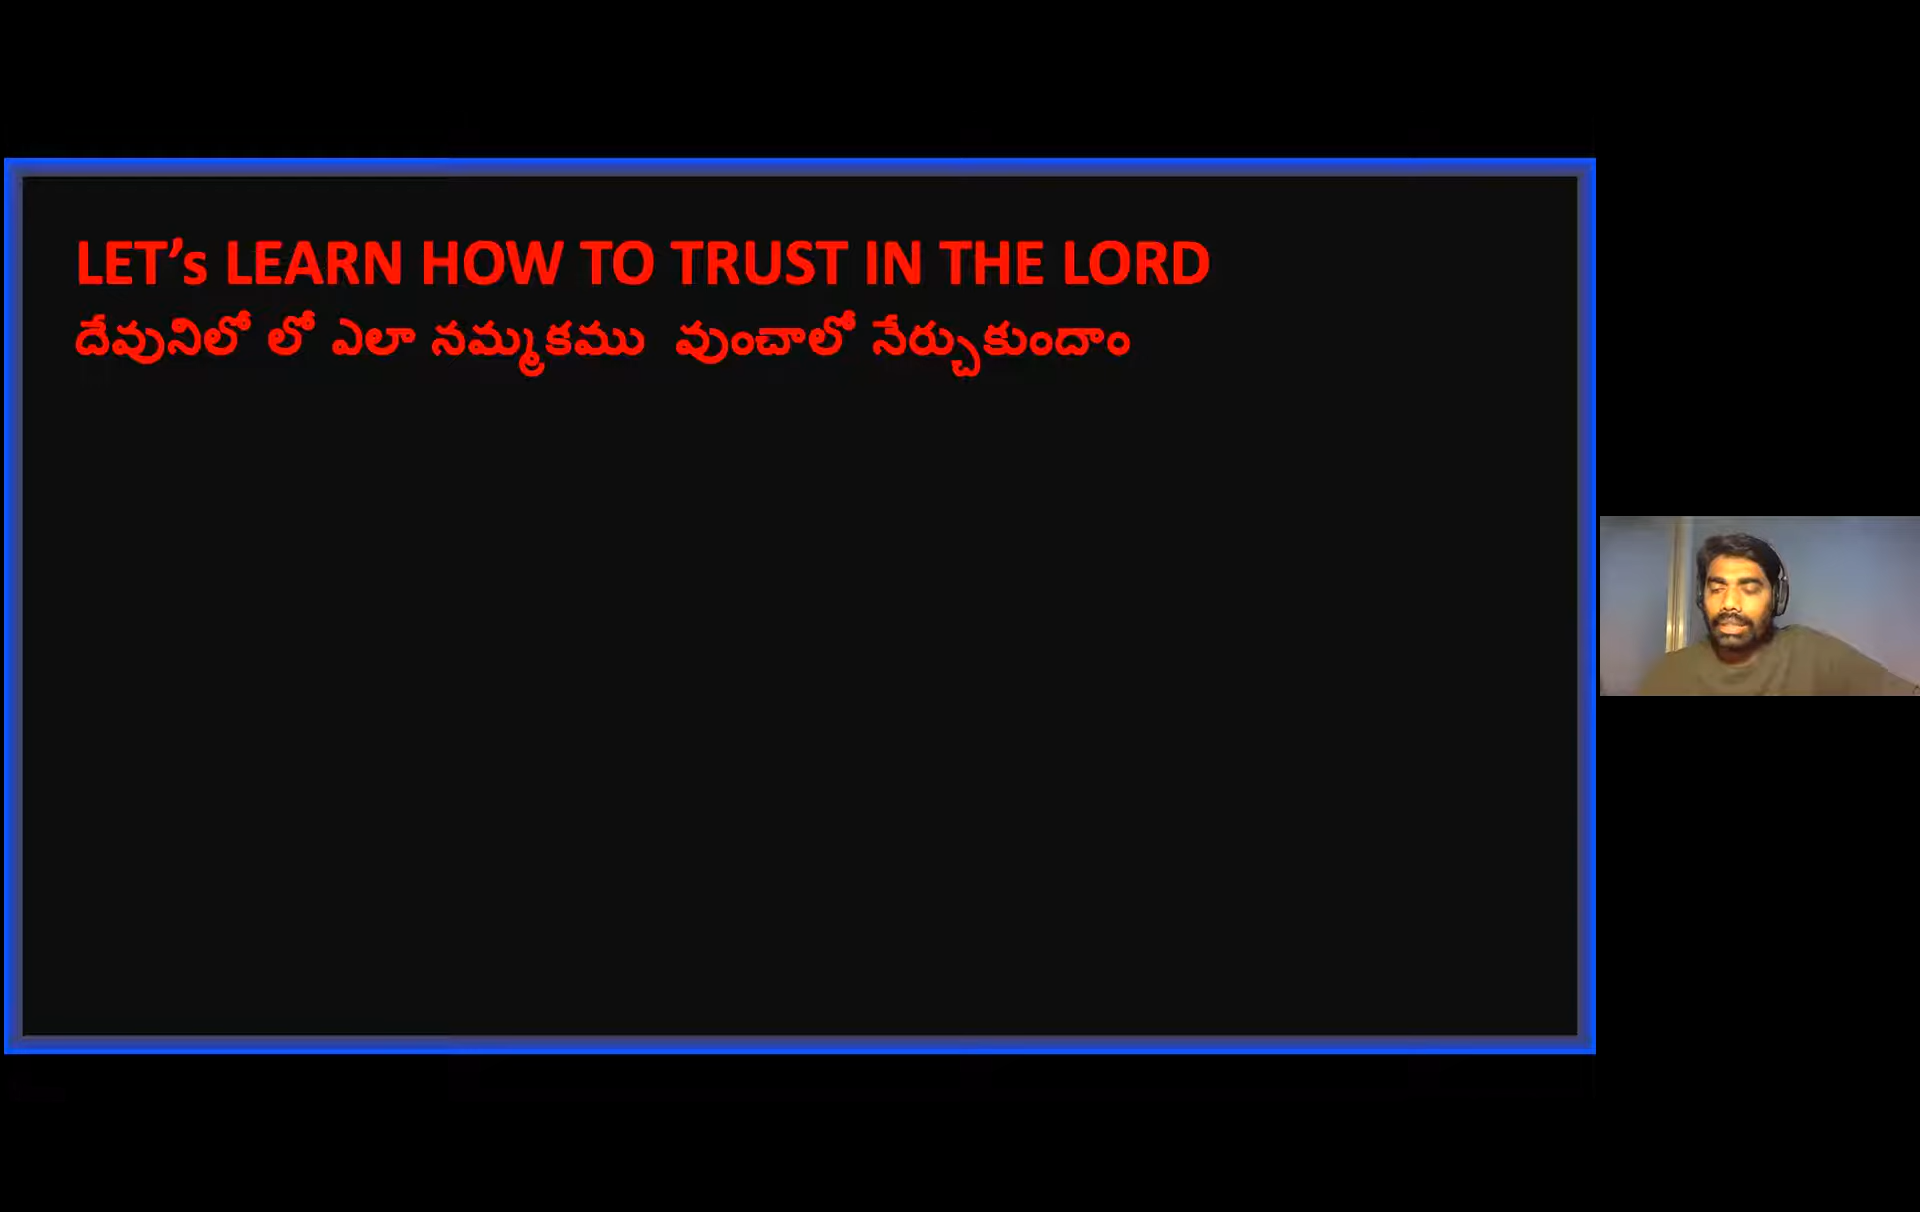 LET’s LEARN HOW TO TRUST IN THE LORD
దేవునిలో లో ఎలా నమ్మకము  వుంచాలో నేర్చుకుందాం